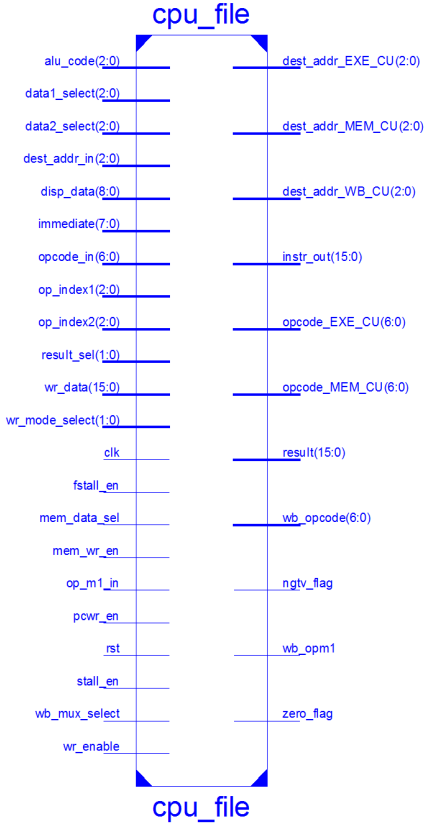 cpu_file
alu_code(2:0)
dest_addr_EXE_CU(2:0)
data1_select(2:0)
data2_select(2:0)
dest_addr_MEM_CU(2:0)
dest_addr_in(2:0)
disp_data(8:0)
dest_addr_WB_CU(2:0)
immediate(7:0)
opcode_in(6:0)
instr_out(15:0)
op_index1(2:0)
op_index2(2:0)
opcode_EXE_CU(6:0)
result_sel(1:0)
wr_data(15:0)
opcode_MEM_CU(6:0)
wr_mode_select(1:0)
clk
result(15:0)
fstall_en
mem_data_sel
wb_opcode(6:0)
mem_wr_en
op_m1_in
ngtv_flag
pcwr_en
rst
wb_opm1
stall_en
wb_mux_select
zero_flag
wr_enable
cpu_file